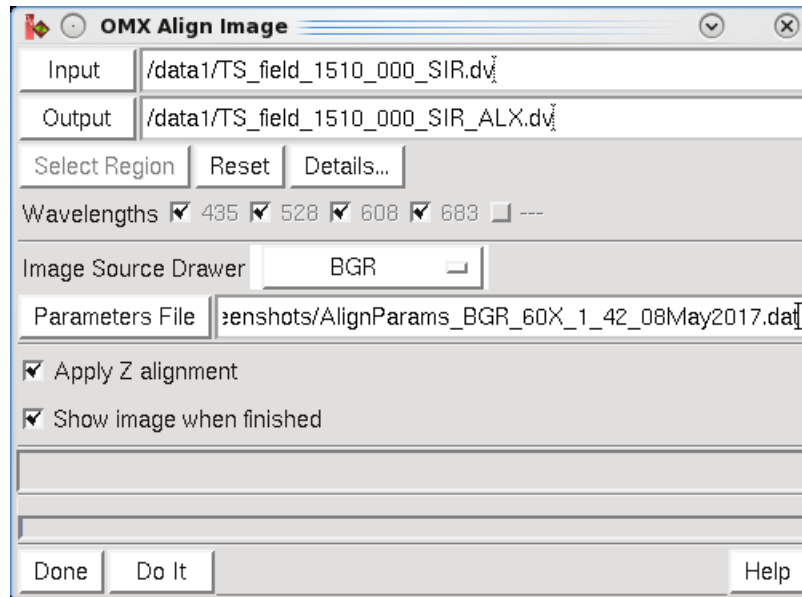 OMX Align Image
Input /data1/TS_field_1510_000_SIR.dv
Output /data1/TS_field_1510_000_SIR_ALX.dv
Select Region Reset Details...
Wavelengths 435 528 608 683 ---
Image Source Drawer BGR
Parameters File eenshots/AlignParams_BGR_60X_1_42_08May2017.dat
Apply Z alignment
Show image when finished
Done Do It Help